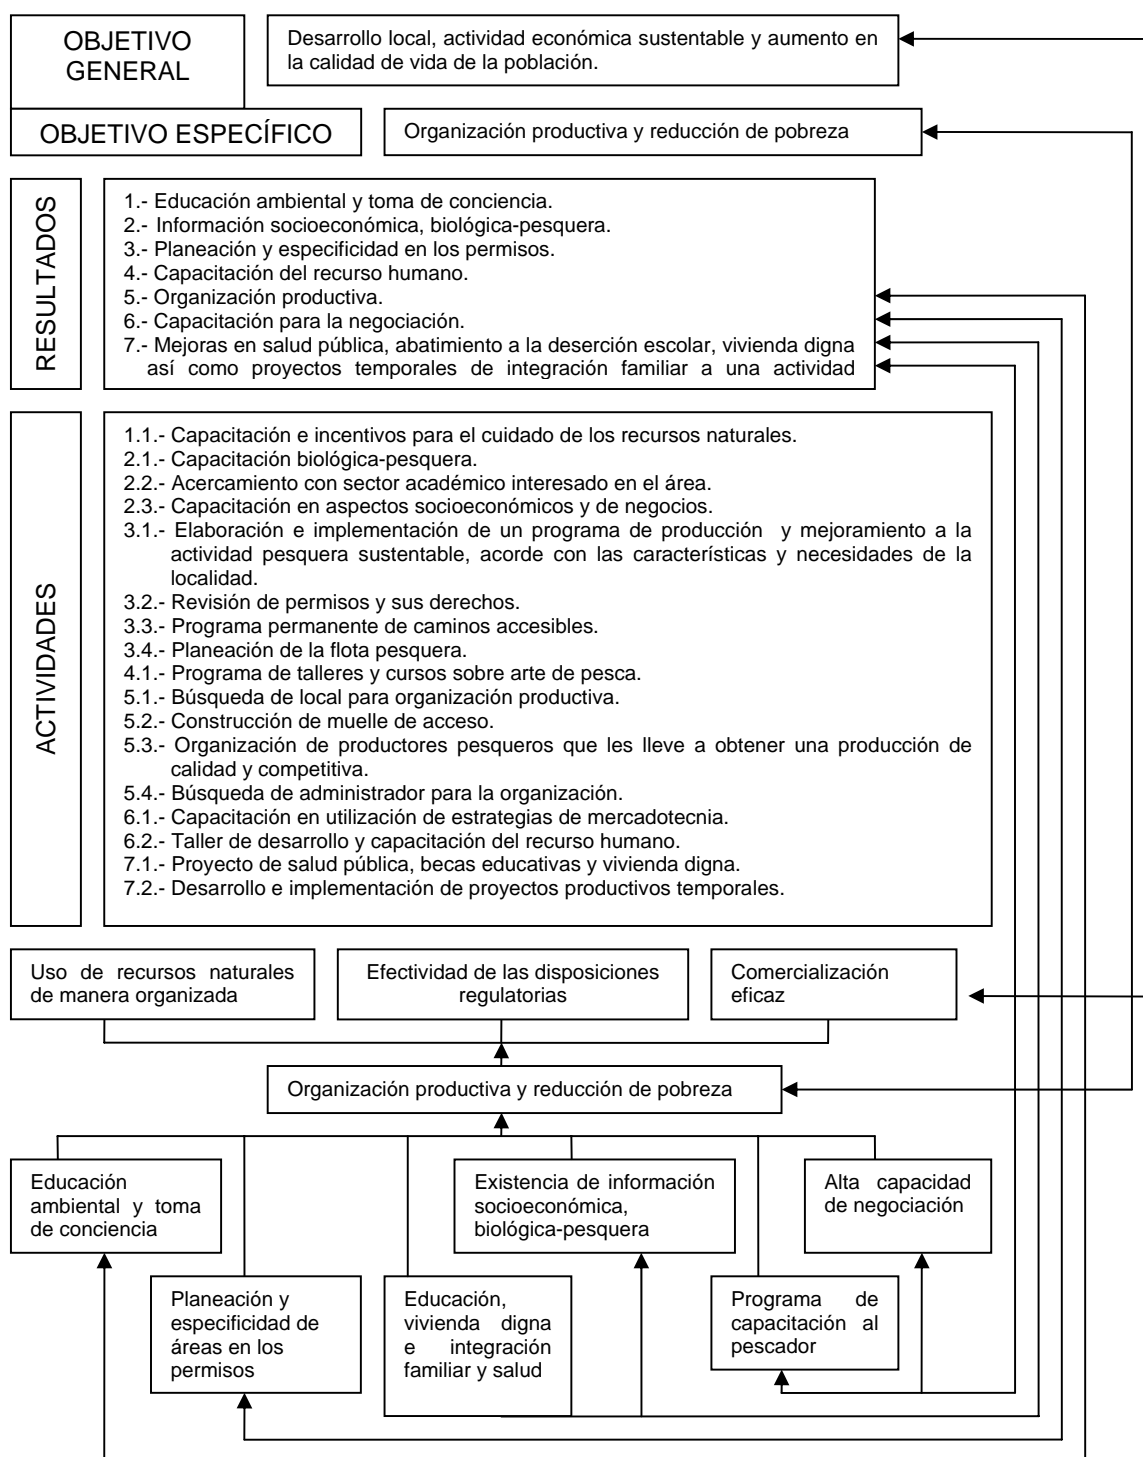 OBJETIVO
GENERAL
Desarrollo local, actividad económica sustentable y aumento en
la calidad de vida de la población.
OBJETIVO ESPECÍFICO
Organización productiva y reducción de pobreza
RESULTADOS
1.- Educación ambiental y toma de conciencia.
2.- Información socioeconómica, biológica-pesquera.
3.- Planeación y especificidad en los permisos.
4.- Capacitación del recurso humano.
5.- Organización productiva.
6.- Capacitación para la negociación.
7.- Mejoras en salud pública, abatimiento a la deserción escolar, vivienda digna
así como proyectos temporales de integración familiar a una actividad
ACTIVIDADES
1.1.- Capacitación e incentivos para el cuidado de los recursos naturales.
2.1.- Capacitación biológica-pesquera.
2.2.- Acercamiento con sector académico interesado en el área.
2.3.- Capacitación en aspectos socioeconómicos y de negocios.
3.1.- Elaboración e implementación de un programa de producción y mejoramiento a la
actividad pesquera sustentable, acorde con las características y necesidades de la
localidad.
3.2.- Revisión de permisos y sus derechos.
3.3.- Programa permanente de caminos accesibles.
3.4.- Planeación de la flota pesquera.
4.1.- Programa de talleres y cursos sobre arte de pesca.
5.1.- Búsqueda de local para organización productiva.
5.2.- Construcción de muelle de acceso.
5.3.- Organización de productores pesqueros que les lleve a obtener una producción de
calidad y competitiva.
5.4.- Búsqueda de administrador para la organización.
6.1.- Capacitación en utilización de estrategias de mercadotecnia.
6.2.- Taller de desarrollo y capacitación del recurso humano.
7.1.- Proyecto de salud pública, becas educativas y vivienda digna.
7.2.- Desarrollo e implementación de proyectos productivos temporales.
Uso de recursos naturales
de manera organizada
Efectividad de las disposiciones
regulatorias
Comercialización
eficaz
Organización productiva y reducción de pobreza
Educación
ambiental y toma
de conciencia
Existencia de información
socioeconómica,
biológica-pesquera
Alta capacidad
de negociación
Planeación y
especificidad de
áreas en los
permisos
Educación,
vivienda digna
e integración
familiar y salud
Programa de
capacitación al
pescador